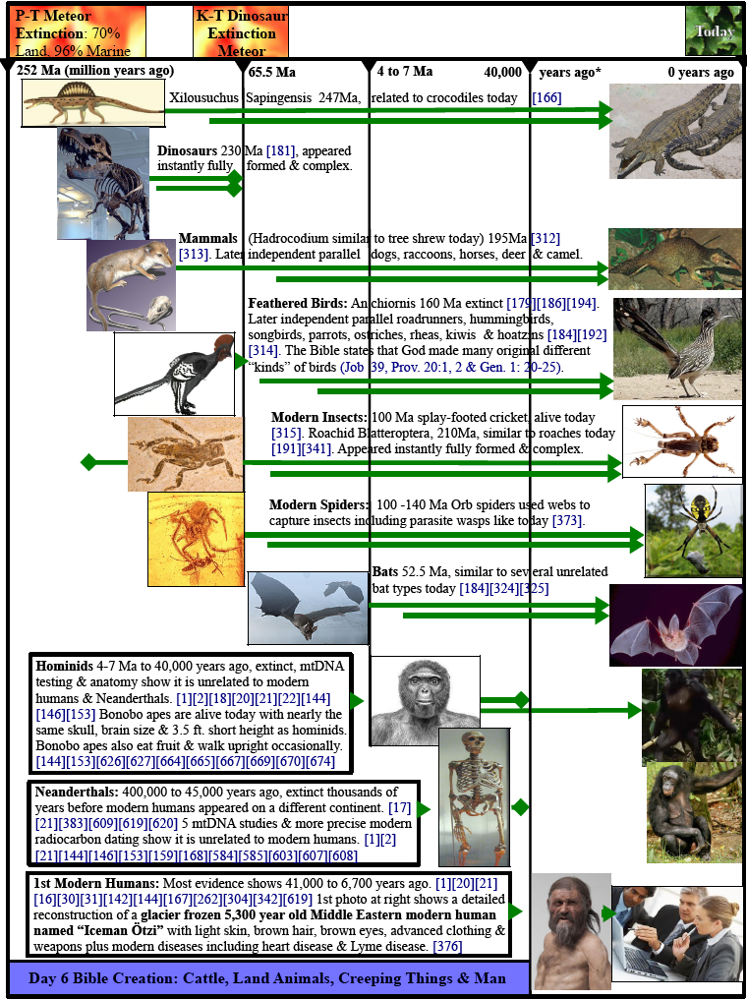 P-T Meteor
Extinction: 70%
Land, 96% Marine
K-T Dinosaur
Extinction
Meteor
Today
252 Ma (million years ago)
65.5 Ma
4 to 7 Ma
40,000 years ago*
0 years ago
Xilousuchus Sapingensis 247Ma, related to crocodiles today [166]
Dinosaurs 230 Ma [181], appeared
instantly fully formed & complex.
Mammals (Hadrocodium similar to tree shrew today) 195Ma [312]
[313]. Later independent parallel dogs, raccoons, horses, deer & camel.
Feathered Birds: Anchiornis 160 Ma extinct [179][186][194].
Later independent parallel roadrunners, hummingbirds,
songbirds, parrots, ostriches, rheas, kiwis & hoatzins [184][192]
[314]. The Bible states that God made many original different
“kinds” of birds (Job 39, Prov. 20:1, 2 & Gen. 1: 20-25).
Modern Insects: 100 Ma splay-footed cricket, alive today
[315]. Roachid Blatteroptera, 210Ma, similar to roaches today
[191][341]. Appeared instantly fully formed & complex.
Modern Spiders: 100 -140 Ma Orb spiders used webs to
capture insects including parasite wasps like today [373].
Bats 52.5 Ma, similar to several unrelated
bat types today [184][324][325]
Hominids 4-7 Ma to 40,000 years ago, extinct, mtDNA
testing & anatomy show it is unrelated to modern
humans & Neanderthals. [1][2][18][20][21][22][144]
[146][153] Bonobo apes are alive today with nearly the
same skull, brain size & 3.5 ft. short height as hominids.
Bonobo apes also eat fruit & walk upright occasionally.
[144][153][626][627][664][665][667][669][670][674]
Neanderthals: 400,000 to 45,000 years ago, extinct thousands of
years before modern humans appeared on a different continent. [17]
[21][383][609][619][620] 5 mtDNA studies & more precise modern
radiocarbon dating show it is unrelated to modern humans. [1][2]
[21][144][146][153][159][168][584][585][603][607][608]
1st Modern Humans: Most evidence shows 41,000 to 6,700 years ago. [1][20][21]
[16][30][31][142][144][167][262][304][342][619] 1st photo at right shows a detailed
reconstruction of a glacier frozen 5,300 year old Middle Eastern modern human
named “Iceman Ötzi” with light skin, brown hair, brown eyes, advanced clothing &
weapons plus modern diseases including heart disease & Lyme disease. [376]
Day 6 Bible Creation: Cattle, Land Animals, Creeping Things & Man